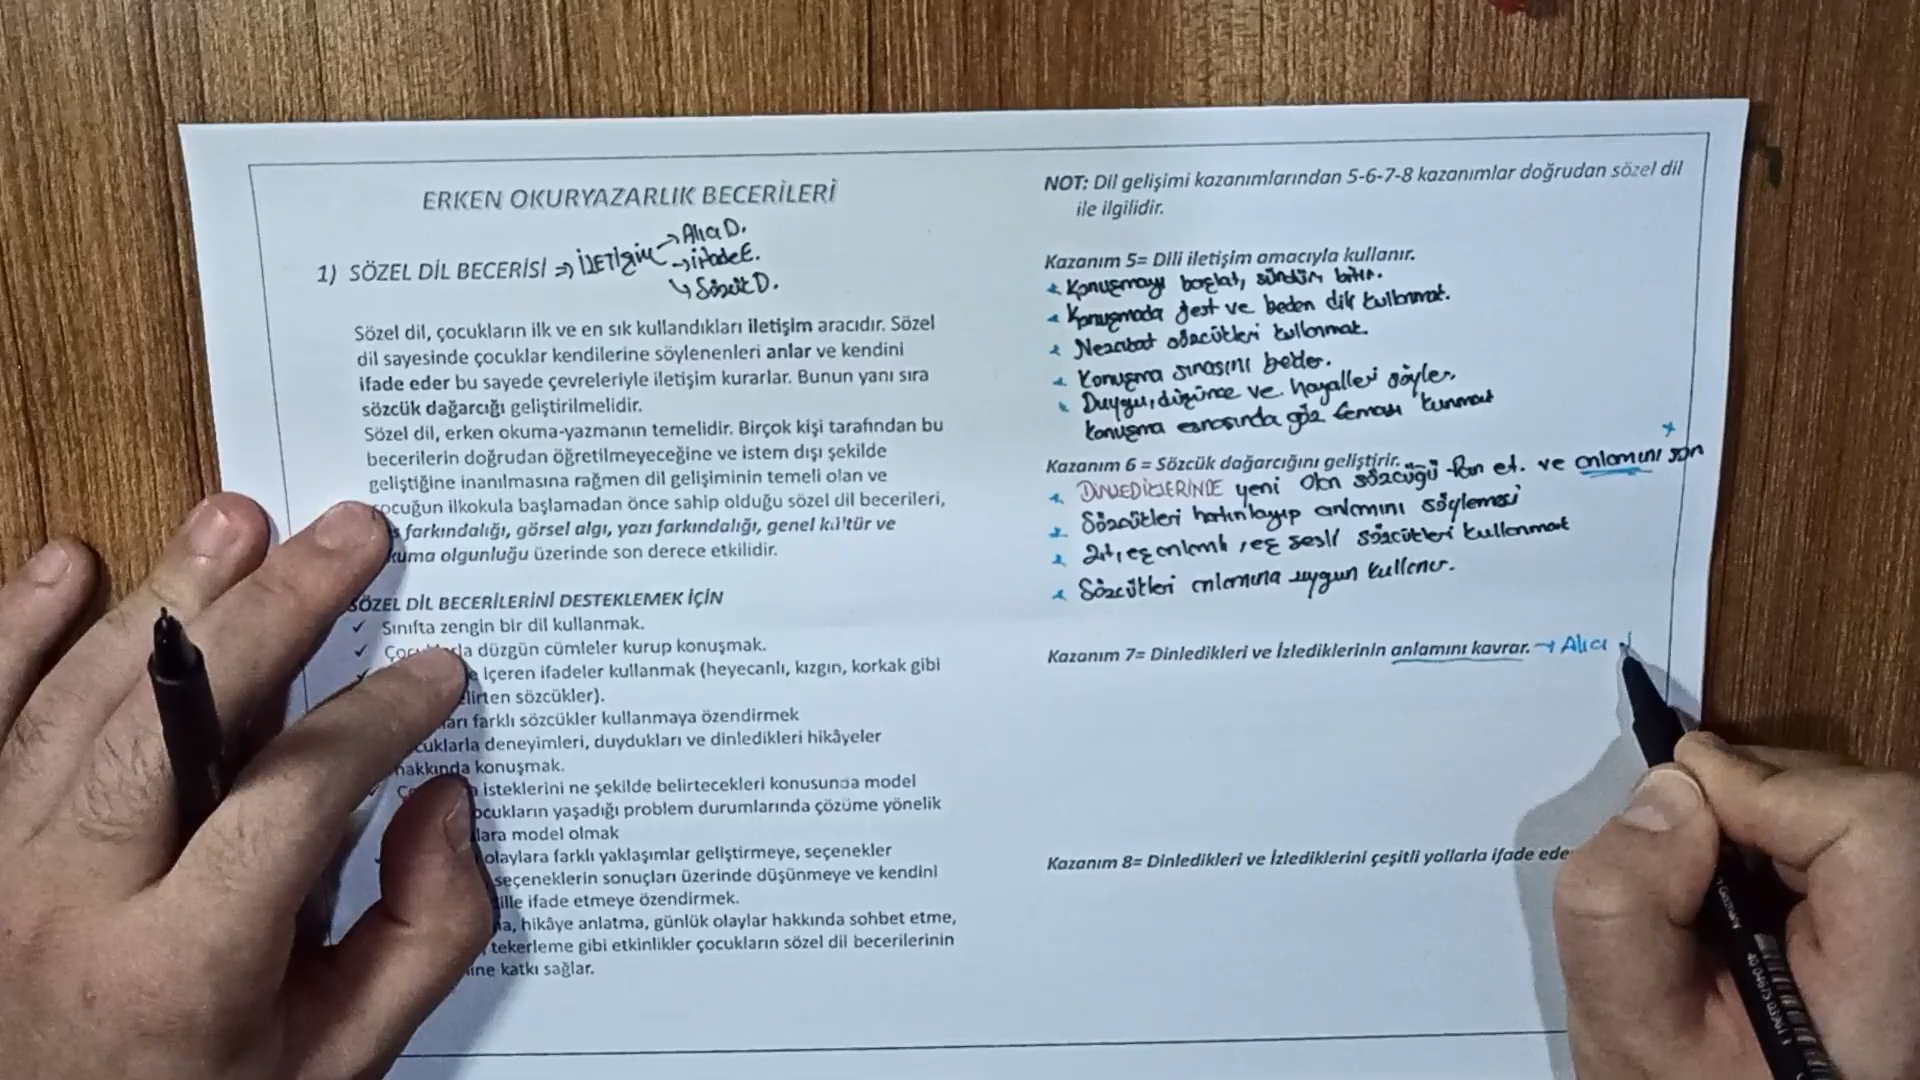 ERKEN OKURYAZARLIK BECERİLERİ
1) SÖZEL DİL BECERİSİ => İLETİŞİM
→ Alıcı D.
→ İfade E.
↳ Sözcük D.
Sözel dil, çocukların ilk ve en sık kullandıkları iletişim aracıdır. Sözel
dil sayesinde çocuklar kendilerine söylenenleri anlar ve kendini
ifade eder bu sayede çevreleriyle iletişim kurarlar. Bunun yanı sıra
sözcük dağarcığı geliştirilmelidir.
Sözel dil, erken okuma-yazmanın temelidir. Birçok kişi tarafından bu
becerilerin doğrudan öğretilmeyeceğine ve istem dışı şekilde
geliştiğine inanılmasına rağmen dil gelişiminin temeli olan ve
çocuğun ilkokula başlamadan önce sahip olduğu sözel dil becerileri,
farkındalığı, görsel algı, yazı farkındalığı, genel kültür ve
kuma olgunluğu üzerinde son derece etkilidir.
SÖZEL DİL BECERİLERİNİ DESTEKLEMEK İÇİN
✓ Sınıfta zengin bir dil kullanmak.
✓ düzgün cümleler kurup konuşmak.
İçeren ifadeler kullanmak (heyecanlı, kızgın, korkak gibi
sözcükler).
farklı sözcükler kullanmaya özendirmek
deneyimleri, duydukları ve dinledikleri hikâyeler
hakkında konuşmak.
isteklerini ne şekilde belirtecekleri konusunda model
yaşadığı problem durumlarında çözüme yönelik
model olmak
olaylara farklı yaklaşımlar geliştirmeye, seçenekler
seçeneklerin sonuçları üzerinde düşünmeye ve kendini
ifade etmeye özendirmek.
hikâye anlatma, günlük olaylar hakkında sohbet etme,
tekerleme gibi etkinlikler çocukların sözel dil becerilerinin
katkı sağlar.
NOT: Dil gelişimi kazanımlarından 5-6-7-8 kazanımlar doğrudan sözel dil
ile ilgilidir.
Kazanım 5= Dili iletişim amacıyla kullanır.
Konuşmayı başlat, sürdür, bitir.
Konuşmada jest ve beden dili kullanmak.
Nezaket sözcükleri kullanmak.
Konuşma sırasını bekler.
Duygu, düşünce ve hayalleri söyler.
Konuşma esnasında göz teması kurmak
Kazanım 6 = Sözcük dağarcığını geliştirir.
DİNLEDİKLERİNDE yeni olan sözcüğü fark et. ve anlamını sor
Sözcükleri hatırlayıp anlamını söylemesi
Zıt, eş anlamlı, eş sesli sözcükleri kullanmak
Sözcükleri anlamına uygun kullanır.
Kazanım 7= Dinledikleri ve İzlediklerinin anlamını kavrar. → Alıcı
Kazanım 8= Dinledikleri ve İzlediklerini çeşitli yollarla ifade ede